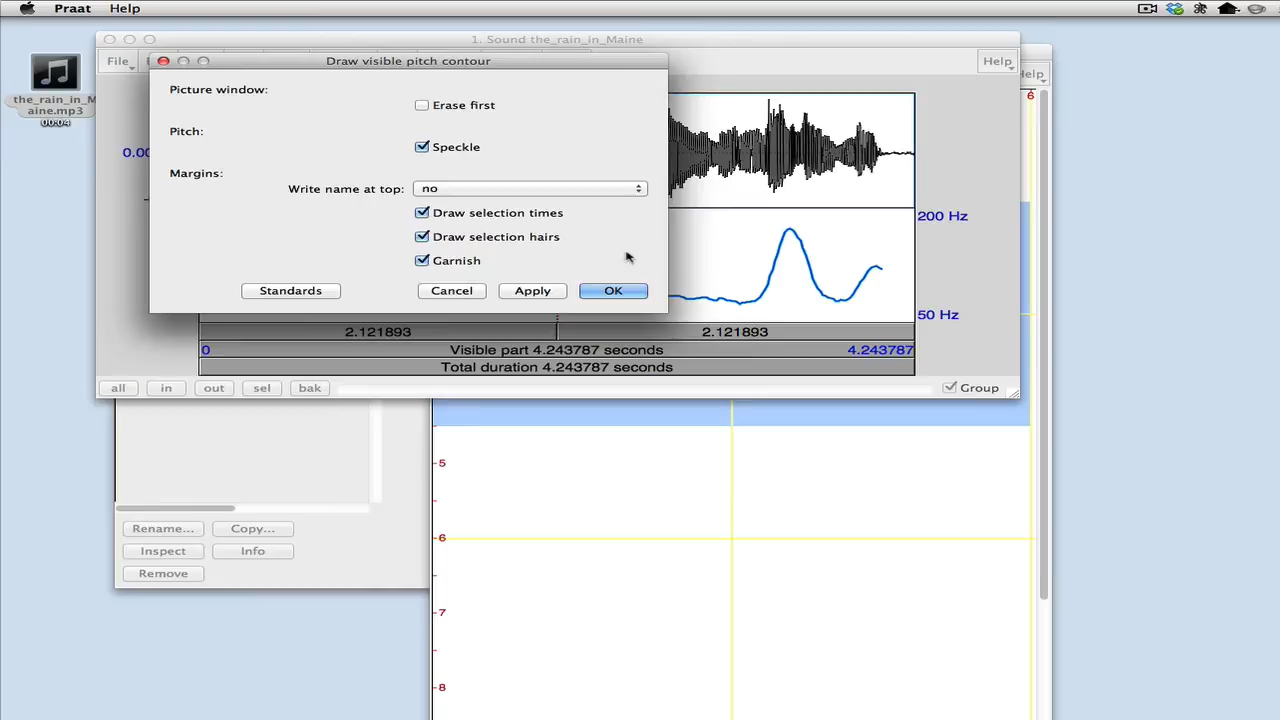 Praat Help
1. Sound the_rain_in_Maine
File Help
Help
Draw visible pitch contour
Picture window:
Erase first
Pitch:
Speckle
Margins:
Write name at top: no
Draw selection times
Draw selection hairs
Garnish
Standards Cancel Apply OK
the_rain_in_M
aine.mp3
00:04
6
200 Hz
50 Hz
2.121893 2.121893
0 Visible part 4.243787 seconds 4.243787
Total duration 4.243787 seconds
all in out sel bak Group
5
6
7
8
Rename... Copy...
Inspect Info
Remove